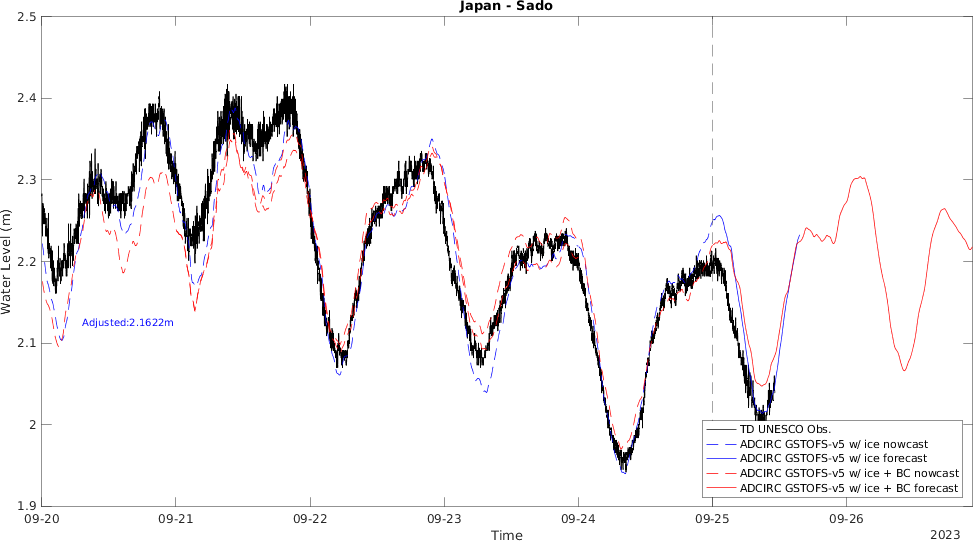 Japan - Sado
2.5
2.4
2.3
2.2
2.1
2
1.9
Water Level (m)
Adjusted:2.1622m
TD UNESCO Obs.
ADCIRC GSTOFS-v5 w/ ice nowcast
ADCIRC GSTOFS-v5 w/ ice forecast
ADCIRC GSTOFS-v5 w/ ice + BC nowcast
ADCIRC GSTOFS-v5 w/ ice + BC forecast
09-20 09-21 09-22 09-23 09-24 09-25 09-26
Time
2023